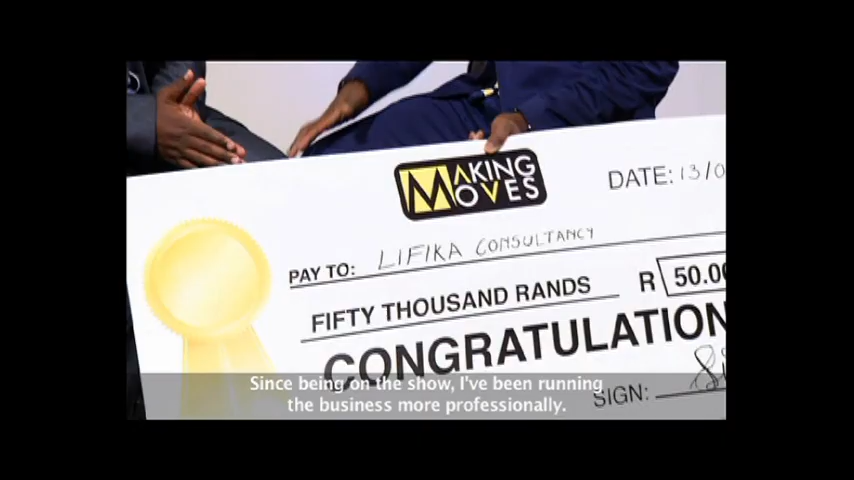 MAKING
MOVES
DATE: 13/0
PAY TO: LIFIKA CONSULTANCY
FIFTY THOUSAND RANDS R 50.00
CONGRATULATION
SIGN:
Since being on the show, I've been running
the business more professionally.